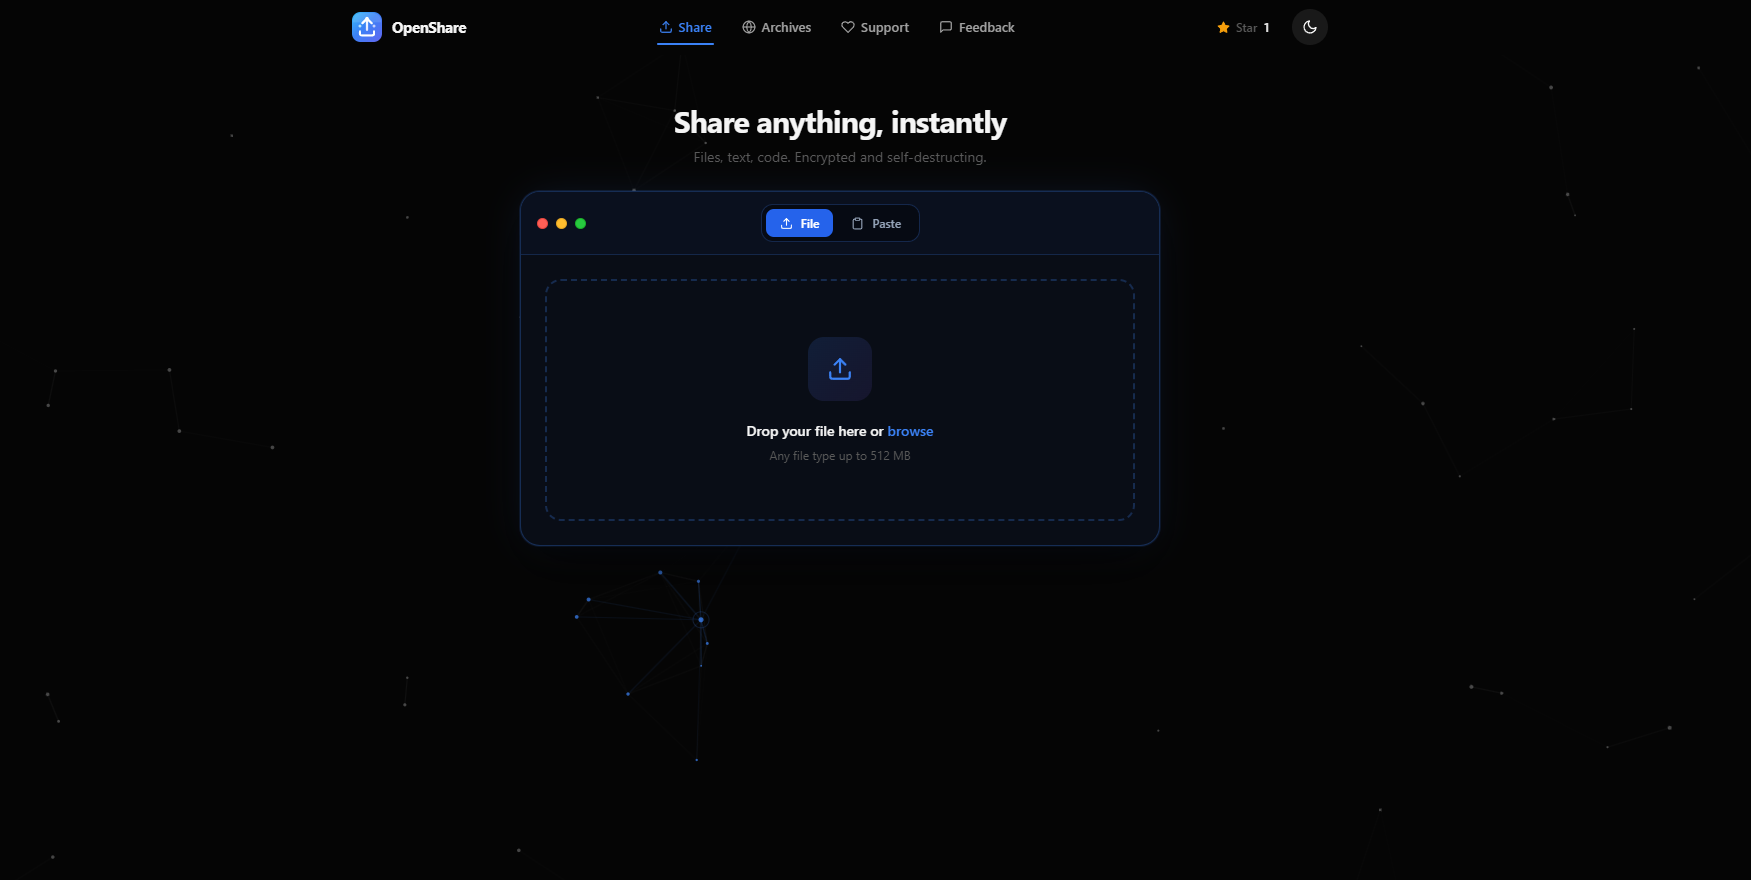 OpenShare
Share
Archives
Support
Feedback
Star 1
Share anything, instantly
Files, text, code. Encrypted and self-destructing.
File
Paste
Drop your file here or browse
Any file type up to 512 MB